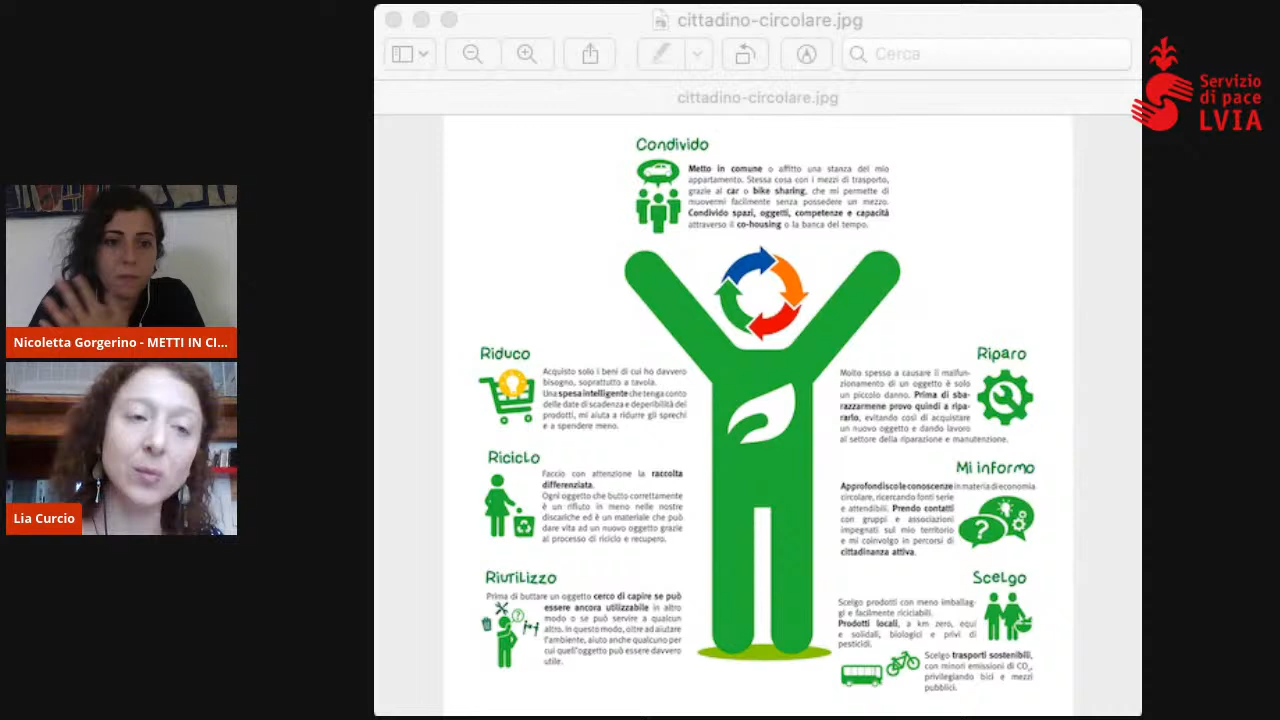 cittadino-circolare.jpg
Cerca
cittadino-circolare.jpg
Servizio
di pace
LVIA
Condivido
Metto in comune o affitto una stanza del mio
appartamento. Stessa cosa con i mezzi di trasporto,
grazie al car o bike sharing, che mi permette di
muovermi facilmente senza possedere un mezzo.
Condivido spazi, oggetti, competenze e capacità
attraverso il co-housing o la banca del tempo.
Riduco
Acquisto solo i beni di cui ho davvero
bisogno, soprattutto a tavola.
Una spesa intelligente che tenga conto
delle date di scadenza e deperibilità dei
prodotti, mi aiuta a ridurre gli sprechi
e a spendere meno.
Riciclo
Faccio con attenzione la raccolta
differenziata.
Ogni oggetto che butto correttamente
è un rifiuto in meno nelle nostre
discariche ed è un materiale che può
dare vita ad un nuovo oggetto grazie
al processo di riciclo e recupero.
Riutilizzo
Prima di buttare un oggetto cerco di capire se può
essere ancora utilizzabile in altro
modo o se può servire a qualcun
altro. In questo modo, oltre ad aiutare
l'ambiente, aiuto anche qualcuno per
cui quell'oggetto può essere davvero
utile.
Riparo
Molto spesso a causare il malfun-
zionamento di un oggetto è solo
un piccolo danno. Prima di sba-
razzarmene provo quindi a ripa-
rarlo, evitando così di acquistare
un nuovo oggetto e dando lavoro
al settore della riparazione e manutenzione.
Mi informo
Approfondisco le conoscenze in materia di economia
circolare, ricercando fonti serie
e attendibili. Prendo contatti
con gruppi e associazioni
impegnati sul mio territorio
e mi coinvolgo in percorsi di
cittadinanza attiva.
Scelgo
Scelgo prodotti con meno imballag-
gi e facilmente riciclabili.
Prodotti locali, a km zero, equi
e solidali, biologici e privi di
pesticidi.
Scelgo trasporti sostenibili,
con minori emissioni di CO₂,
privilegiando bici e mezzi
pubblici.
Nicoletta Gorgerino - METTI IN CI...
Lia Curcio